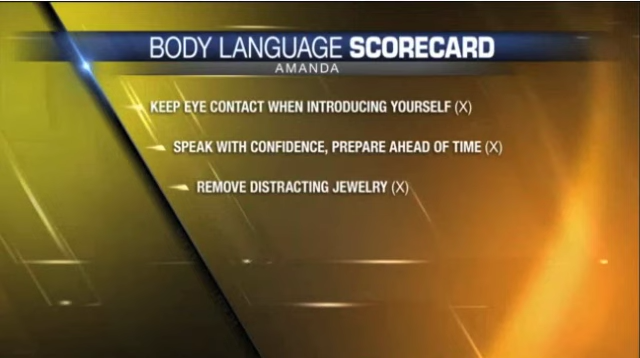 BODY LANGUAGE SCORECARD
AMANDA
KEEP EYE CONTACT WHEN INTRODUCING YOURSELF (X)
SPEAK WITH CONFIDENCE, PREPARE AHEAD OF TIME (X)
REMOVE DISTRACTING JEWELRY (X)